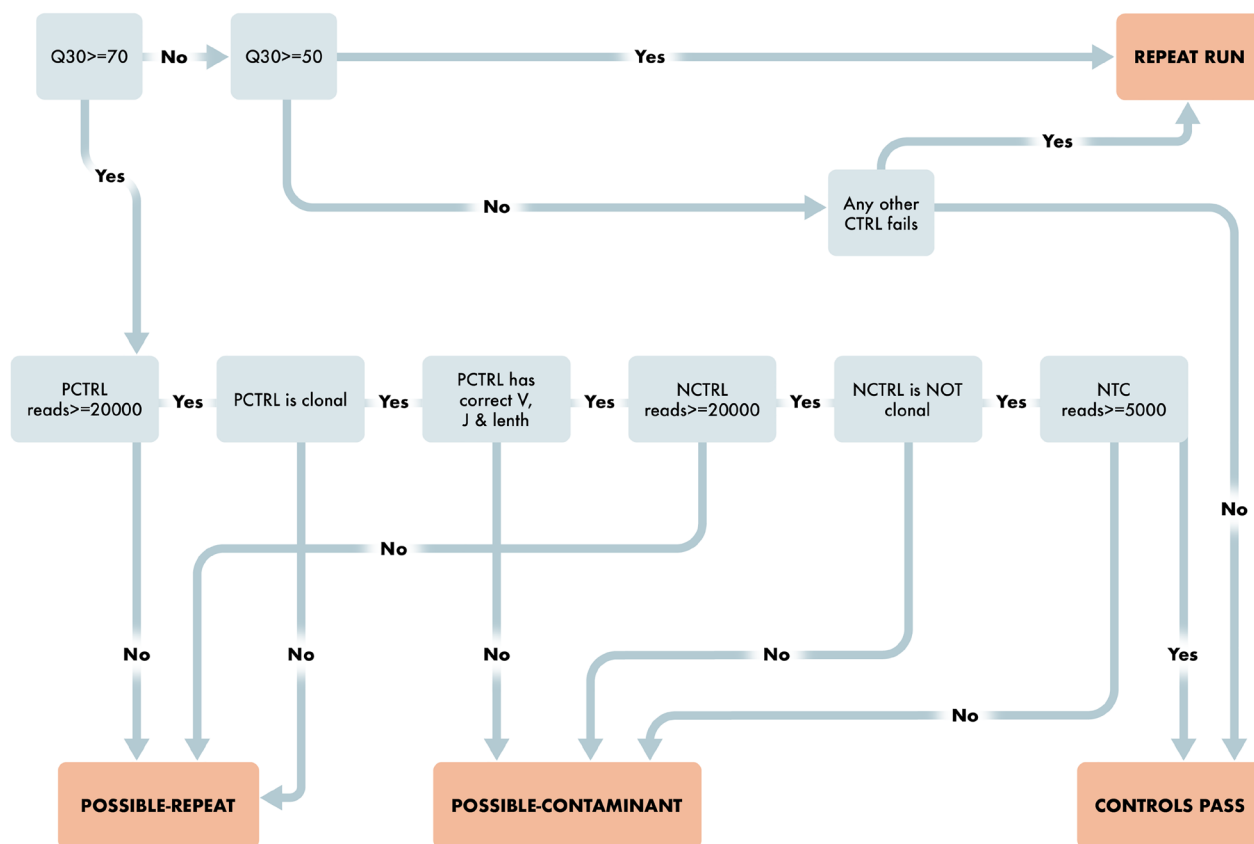 Q30>=70
No
Q30>=50
Yes
REPEAT RUN
Yes
Yes
No
Any other
CTRL fails
PCTRL
reads>=20000
Yes
PCTRL is clonal
Yes
PCTRL has
correct V,
J & lenth
Yes
NCTRL
reads>=20000
Yes
NCTRL is NOT
clonal
Yes
NTC
reads>=5000
No
No
No
No
No
No
Yes
No
POSSIBLE-REPEAT
POSSIBLE-CONTAMINANT
CONTROLS PASS